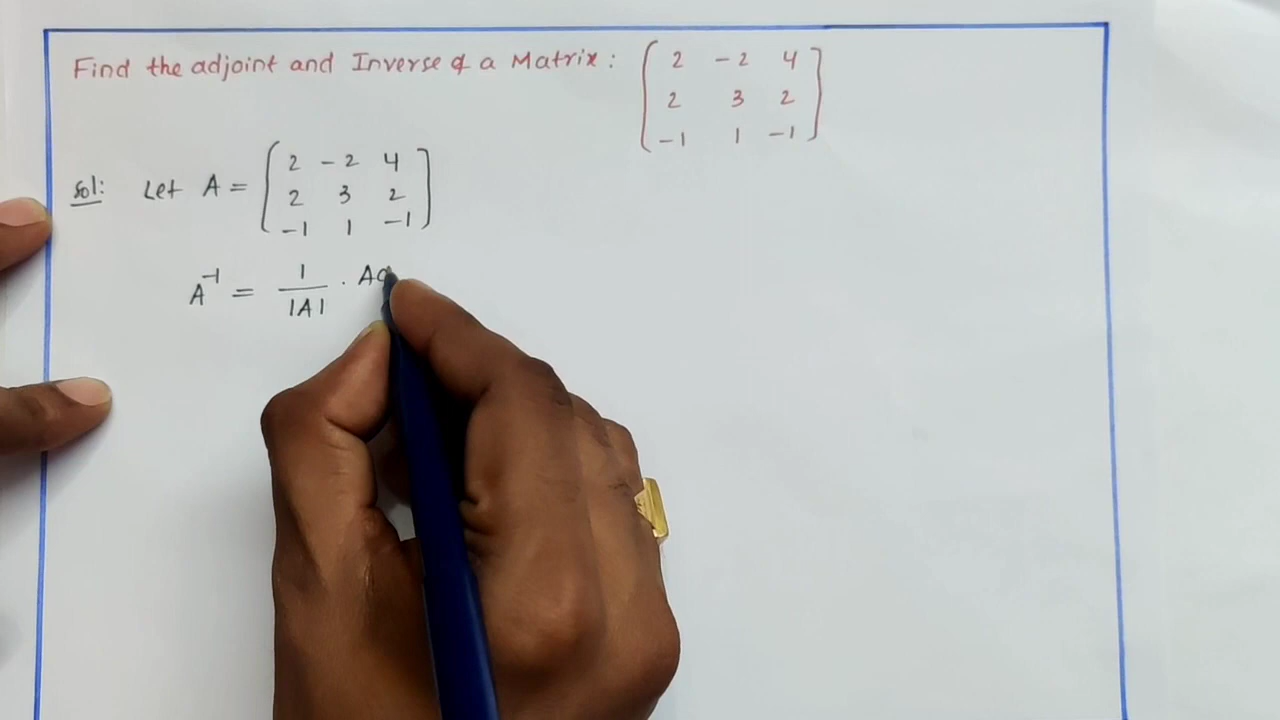 Find the adjoint and Inverse of a Matrix :
2 -2 4
2 3 2
-1 1 -1
Sol: Let A =
2 -2 4
2 3 2
-1 1 -1
A⁻¹ = 1/|A| .